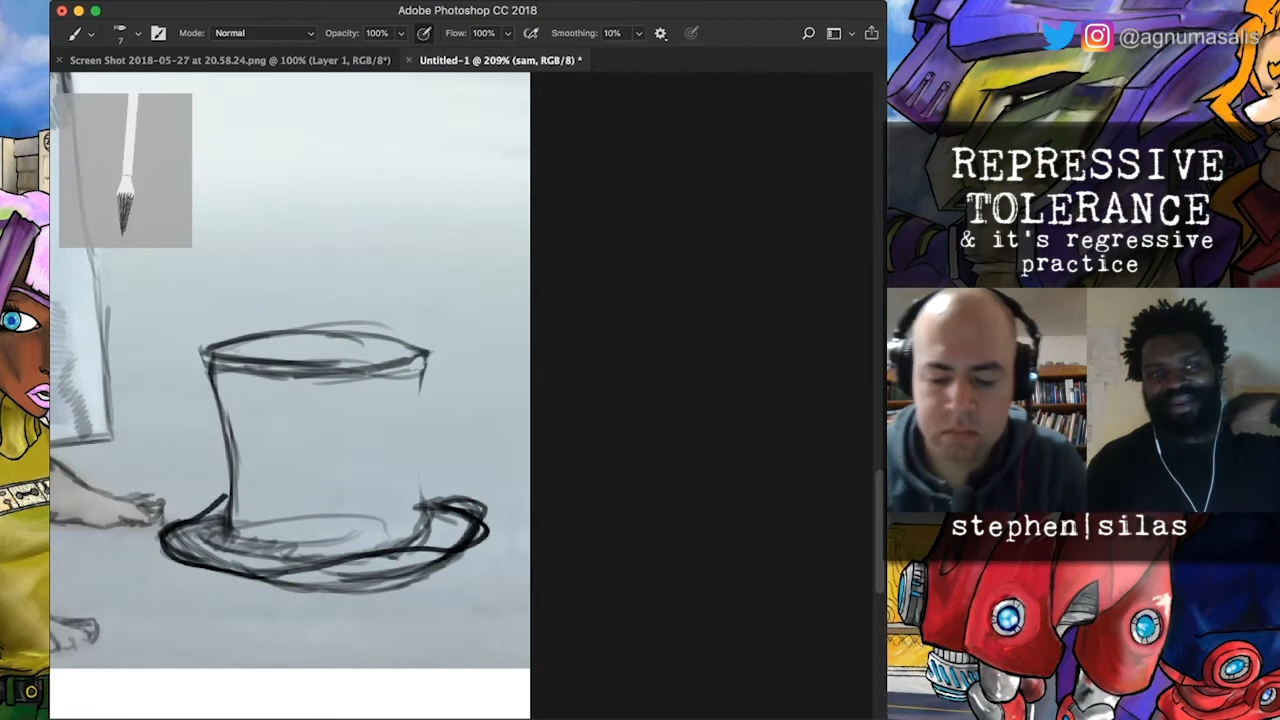 Adobe Photoshop CC 2018
7
Mode: Normal
Opacity: 100%
Flow: 100%
Smoothing: 10%
Screen Shot 2018-05-27 at 20.58.24.png @ 100% (Layer 1, RGB/8*)
Untitled-1 @ 209% (sam, RGB/8) *
@agnumasalis
REPRESSIVE
TOLERANCE
& it's regressive
practice
stephen|silas